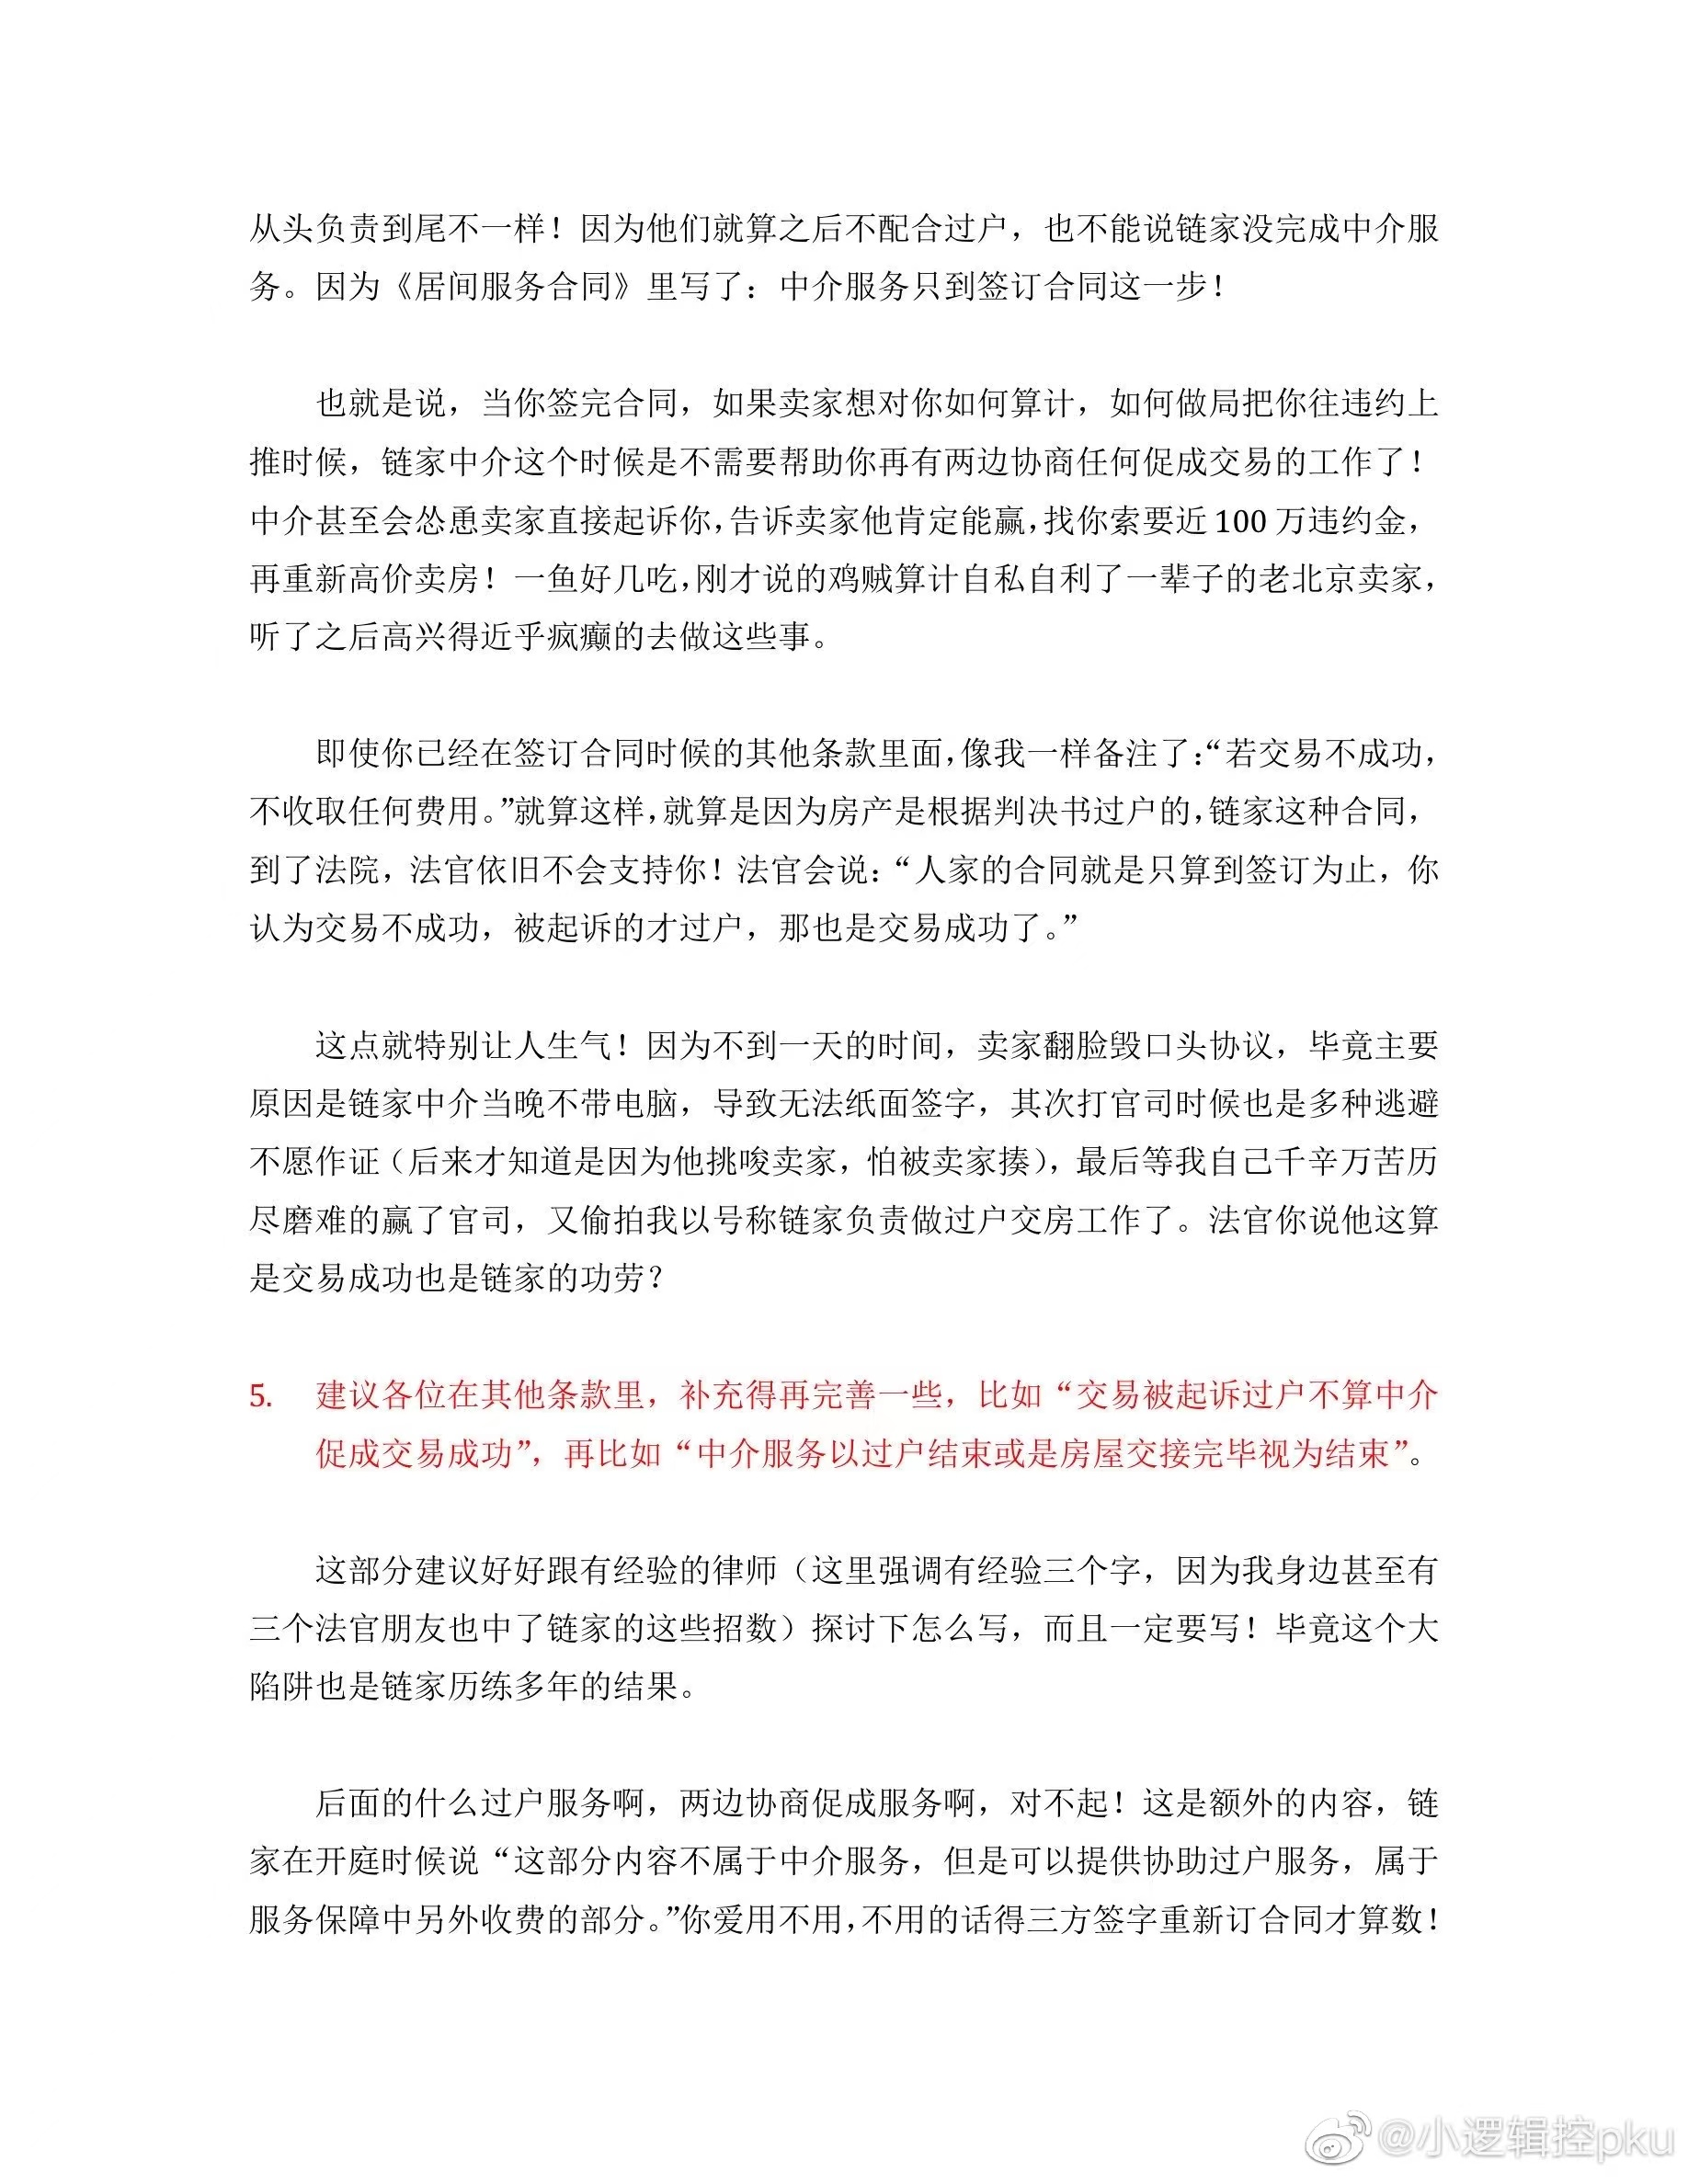 从头负责到尾不一样！因为他们就算之后不配合过户，也不能说链家没完成中介服
务。因为《居间服务合同》里写了：中介服务只到签订合同这一步！
也就是说，当你签完合同，如果卖家想对你如何算计，如何做局把你往违约上
推时候，链家中介这个时候是不需要帮助你再有两边协商任何促成交易的工作了！
中介甚至会怂恿卖家直接起诉你，告诉卖家他肯定能赢，找你索要近 100 万违约金，
再重新高价卖房！一鱼好几吃，刚才说的鸡贼算计自私自利了一辈子的老北京卖家，
听了之后高兴得近乎疯癫的去做这些事。
即使你已经在签订合同时候的其他条款里面，像我一样备注了：“若交易不成功，
不收取任何费用。”就算这样，就算是因为房产是根据判决书过户的，链家这种合同，
到了法院，法官依旧不会支持你！法官会说：“人家的合同就是只算到签订为止，你
认为交易不成功，被起诉的才过户，那也是交易成功了。”
这点就特别让人生气！因为不到一天的时间，卖家翻脸毁口头协议，毕竟主要
原因是链家中介当晚不带电脑，导致无法纸面签字，其次打官司时候也是多种逃避
不愿作证（后来才知道是因为他挑唆卖家，怕被卖家揍），最后等我自己千辛万苦历
尽磨难的赢了官司，又偷拍我以号称链家负责做过户交房工作了。法官你说他这算
是交易成功也是链家的功劳？
5. 建议各位在其他条款里，补充得再完善一些，比如“交易被起诉过户不算中介
促成交易成功”，再比如“中介服务以过户结束或是房屋交接完毕视为结束”。
这部分建议好好跟有经验的律师（这里强调有经验三个字，因为我身边甚至有
三个法官朋友也中了链家的这些招数）探讨下怎么写，而且一定要写！毕竟这个大
陷阱也是链家历练多年的结果。
后面的什么过户服务啊，两边协商促成服务啊，对不起！这是额外的内容，链
家在开庭时候说“这部分内容不属于中介服务，但是可以提供协助过户服务，属于
服务保障中另外收费的部分。”你爱用不用，不用的话得三方签字重新订合同才算数！
@小逻辑控pku